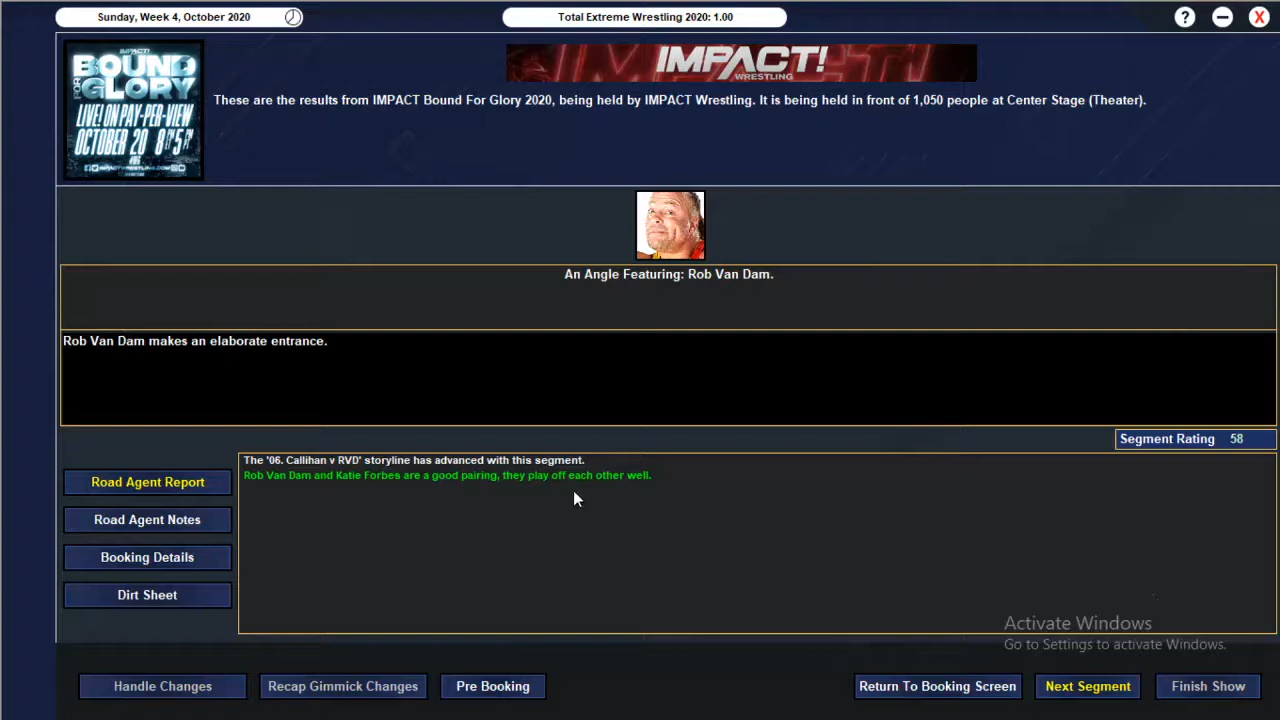 Sunday, Week 4, October 2020
Total Extreme Wrestling 2020: 1.00
?
X
IMPACT!
BOUND
FOR
GLORY
LIVE! ON PAY-PER-VIEW
OCTOBER 20 8 ET 5 PT
IMPACT!
WRESTLING
These are the results from IMPACT Bound For Glory 2020, being held by IMPACT Wrestling. It is being held in front of 1,050 people at Center Stage (Theater).
An Angle Featuring: Rob Van Dam.
Rob Van Dam makes an elaborate entrance.
Segment Rating 58
The '06. Callihan v RVD' storyline has advanced with this segment.
Rob Van Dam and Katie Forbes are a good pairing, they play off each other well.
Road Agent Report
Road Agent Notes
Booking Details
Dirt Sheet
Activate Windows
Go to Settings to activate Windows.
Handle Changes
Recap Gimmick Changes
Pre Booking
Return To Booking Screen
Next Segment
Finish Show